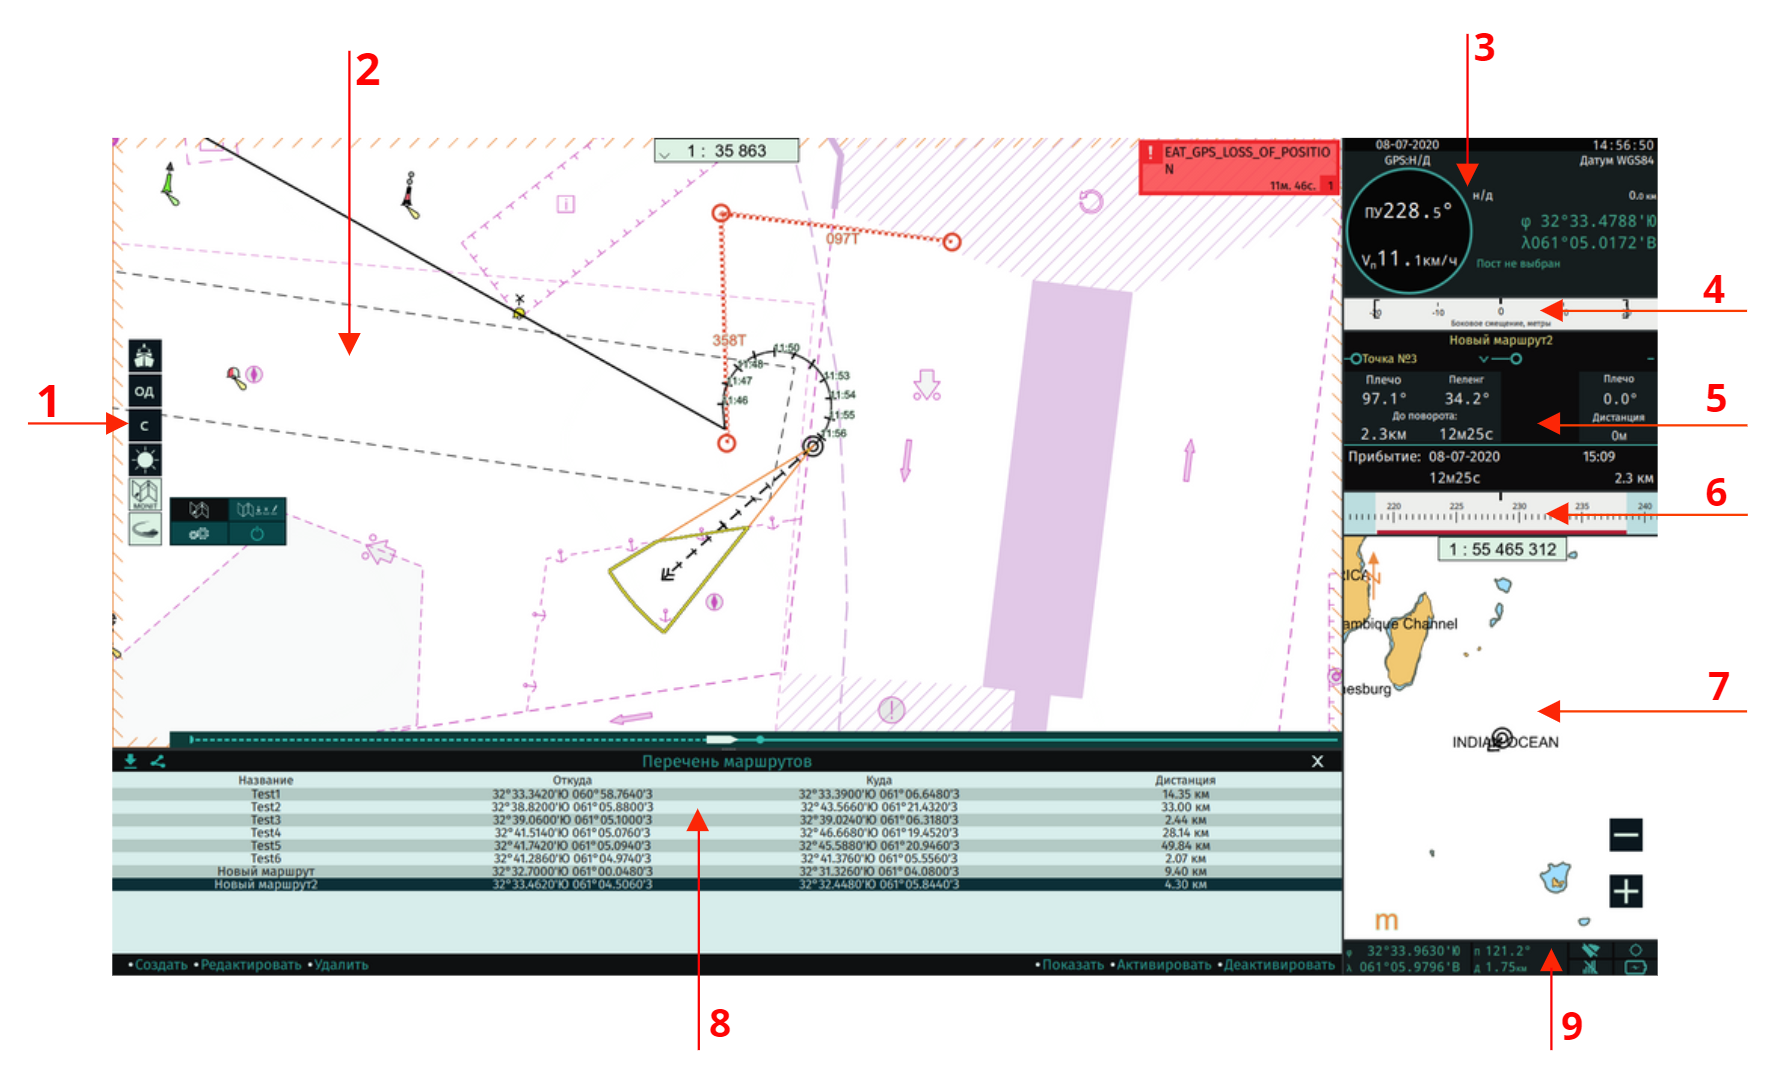 2
3
1 : 35 863
! EAT_GPS_LOSS_OF_POSITIO
N
11м. 46с. 1
08-07-2020 14:56:50
GPS:Н/Д Датум WGS84
Н/Д 0.0 км
ПУ228.5°
φ 32°33.4788'Ю
λ061°05.0172'В
Vп11.1км/ч
Пост не выбран
4
-20 -10 0
Боковое смещение, метры
Новый маршрут2
Точка №3
Плечо Пеленг Плечо
97.1° 34.2° 0.0°
До поворота: Дистанция
2.3км 12м25с 0м
5
Прибытие: 08-07-2020 15:09
12м25с 2.3 км
6
220 225 230 235 240
1 : 55 465 312
RICA
N
ambique Channel
nesburg
INDIAN OCEAN
7
m
i
097T
358T
11:50
11:48
11:47
11:46
11:53
11:54
11:55
11:56
1
ОД
С
MONIT
Перечень маршрутов X
Название Откуда Куда Дистанция
Test1 32°33.3420'Ю 060°58.7640'З 32°33.3900'Ю 061°06.6480'З 14.35 км
Test2 32°38.8200'Ю 061°05.8800'З 32°43.5660'Ю 061°21.4320'З 33.00 км
Test3 32°39.0600'Ю 061°05.1000'З 32°39.0240'Ю 061°06.3180'З 2.44 км
Test4 32°41.5140'Ю 061°05.0760'З 32°46.6680'Ю 061°19.4520'З 28.14 км
Test5 32°41.7420'Ю 061°05.0940'З 32°45.5880'Ю 061°20.9460'З 49.84 км
Test6 32°41.2860'Ю 061°04.9740'З 32°41.3760'Ю 061°05.5560'З 2.07 км
Новый маршрут 32°32.7000'Ю 061°00.0480'З 32°31.3260'Ю 061°04.0800'З 9.40 км
Новый маршрут2 32°33.4620'Ю 061°04.5060'З 32°32.4480'Ю 061°05.8440'З 4.30 км
•Создать •Редактировать •Удалить •Показать •Активировать •Деактивировать
φ 32°33.9630'Ю п 121.2°
λ 061°05.9796'В д 1.75км
8
9